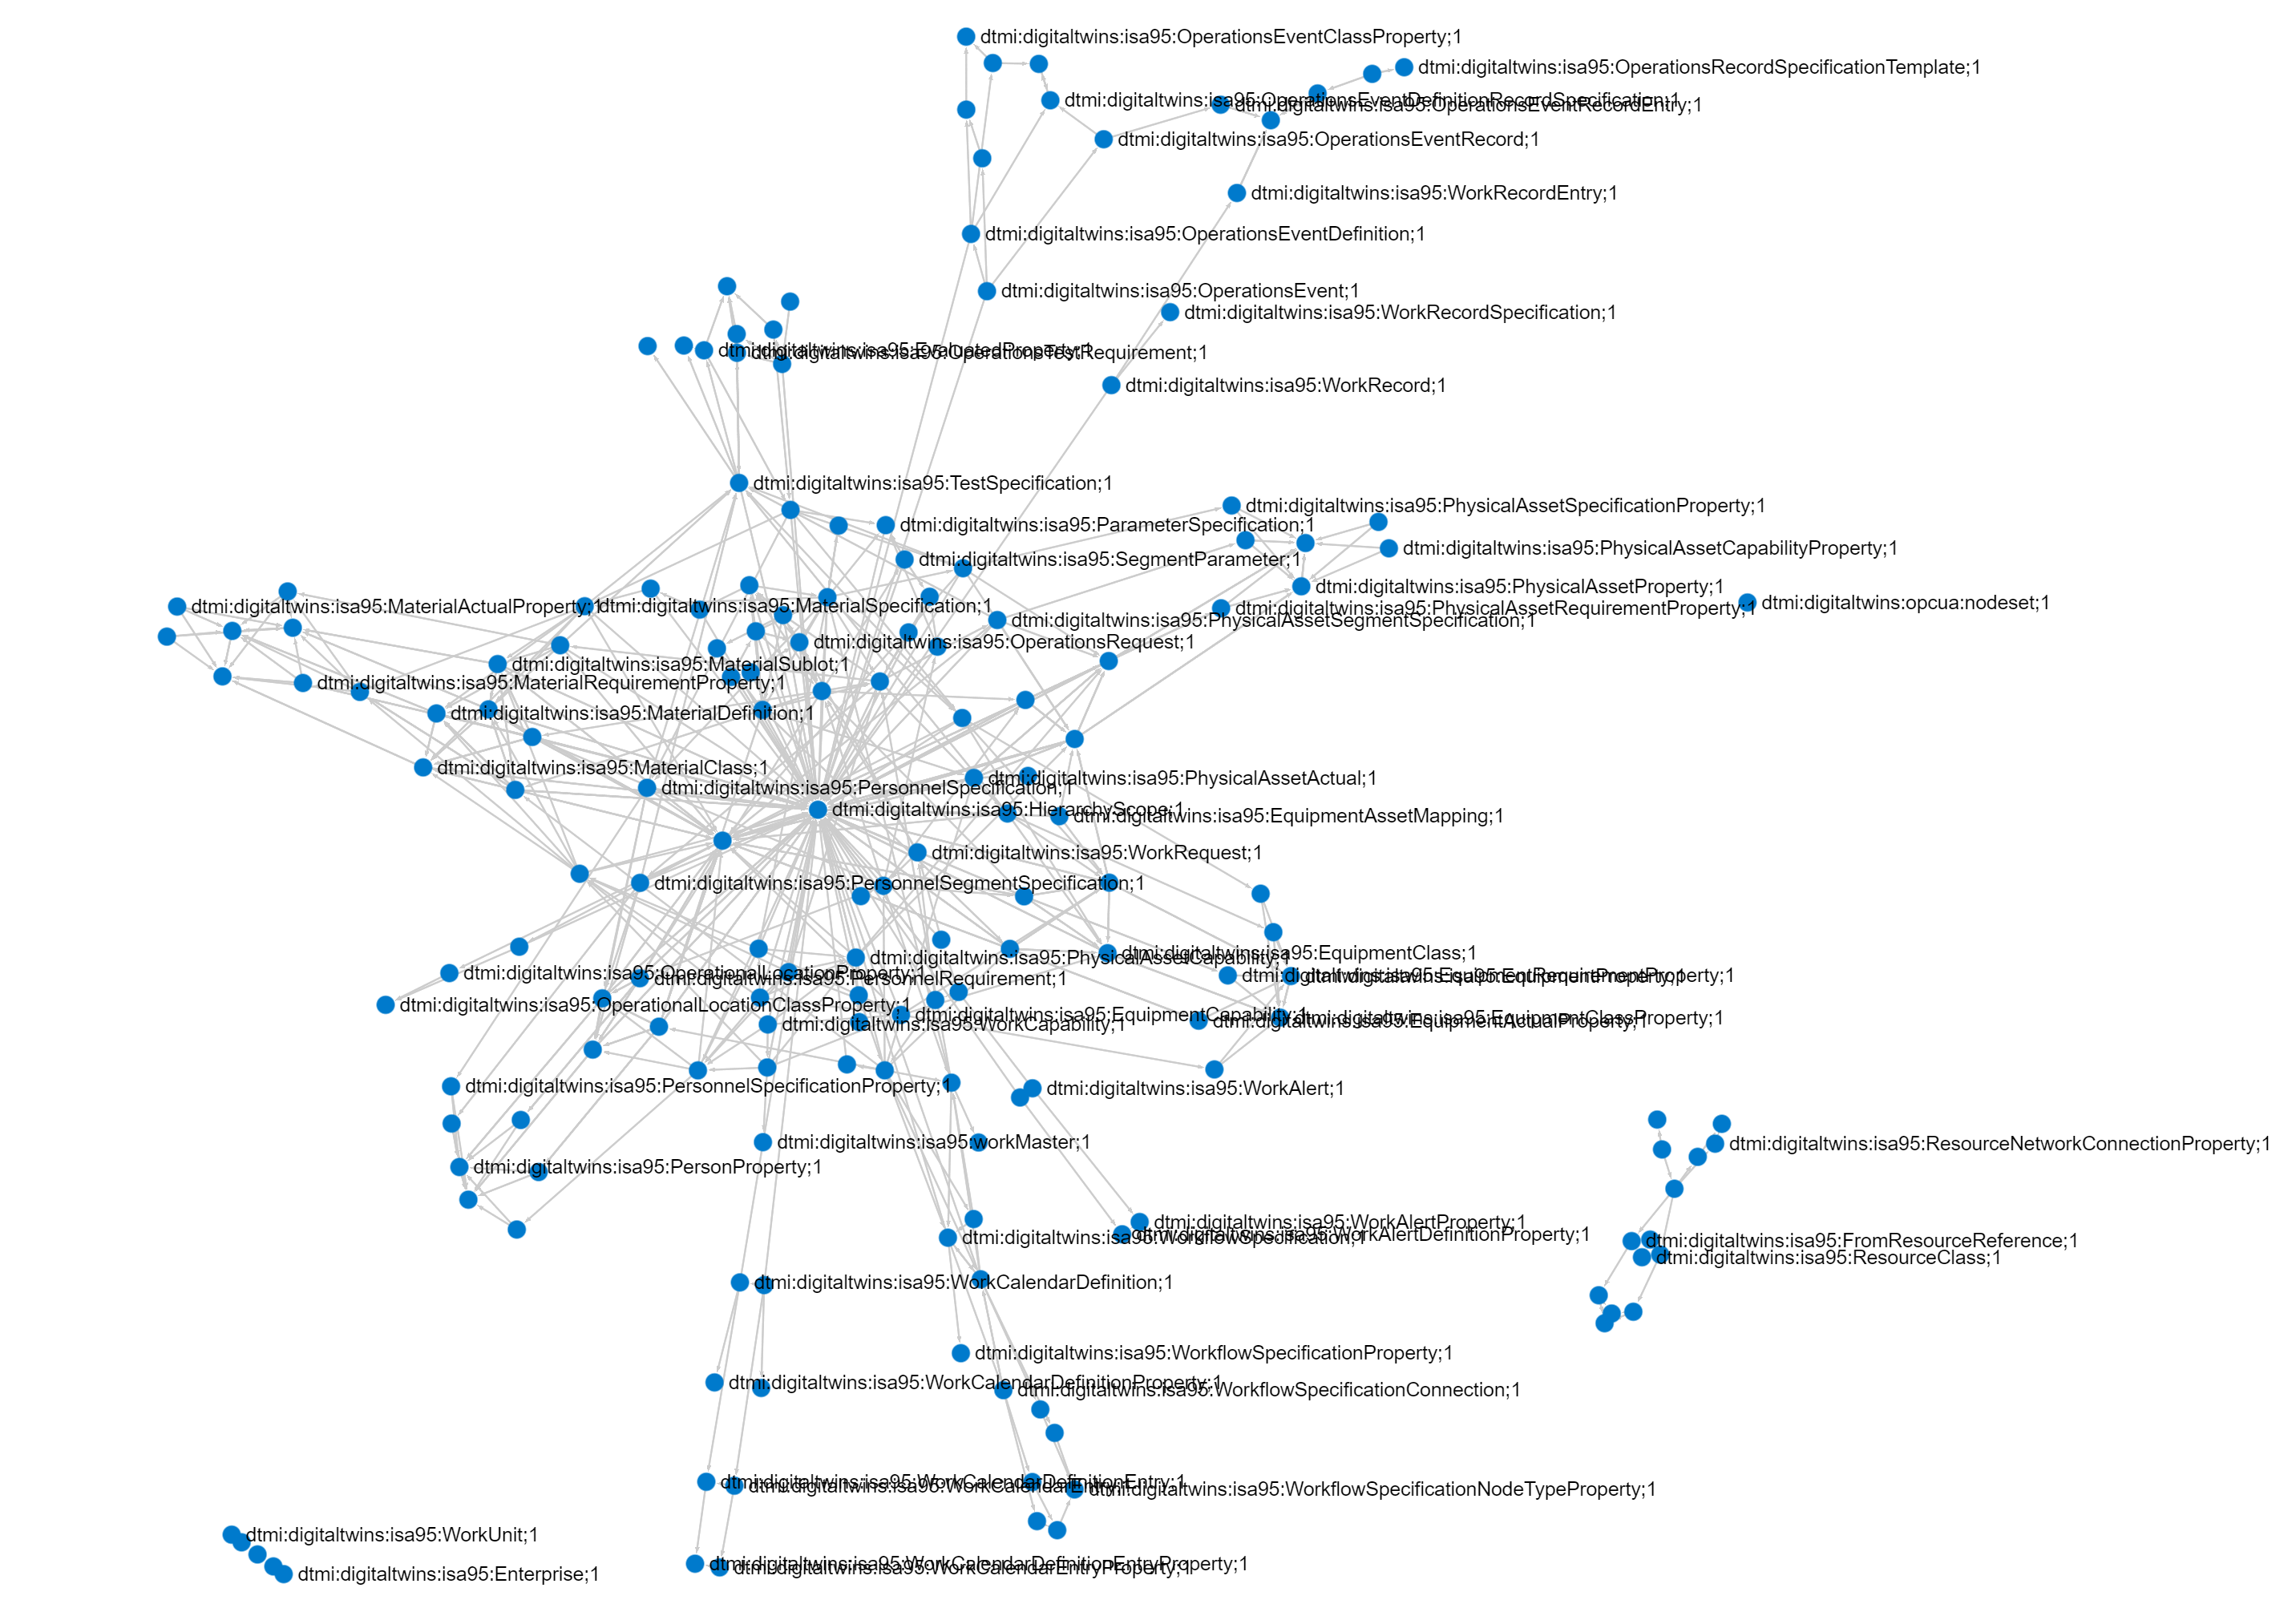 dtmi:digitaltwins:isa95:OperationsEventClassProperty;1
dtmi:digitaltwins:isa95:OperationsRecordSpecificationTemplate;1
dtmi:digitaltwins:isa95:OperationsEventDefinitionRecordSpecification;1
dtmi:digitaltwins:isa95:OperationsEventRecordEntry;1
dtmi:digitaltwins:isa95:OperationsEventRecord;1
dtmi:digitaltwins:isa95:WorkRecordEntry;1
dtmi:digitaltwins:isa95:OperationsEventDefinition;1
dtmi:digitaltwins:isa95:OperationsEvent;1
dtmi:digitaltwins:isa95:WorkRecordSpecification;1
dtmi:digitaltwins:isa95:EvaluatedProperty;1
dtmi:digitaltwins:isa95:OperationsTestRequirement;1
dtmi:digitaltwins:isa95:WorkRecord;1
dtmi:digitaltwins:isa95:TestSpecification;1
dtmi:digitaltwins:isa95:PhysicalAssetSpecificationProperty;1
dtmi:digitaltwins:isa95:ParameterSpecification;1
dtmi:digitaltwins:isa95:PhysicalAssetCapabilityProperty;1
dtmi:digitaltwins:isa95:SegmentParameter;1
dtmi:digitaltwins:isa95:PhysicalAssetProperty;1
dtmi:digitaltwins:opcua:nodeset;1
dtmi:digitaltwins:isa95:MaterialActualProperty;1
dtmi:digitaltwins:isa95:MaterialSpecification;1
dtmi:digitaltwins:isa95:PhysicalAssetRequirementProperty;1
dtmi:digitaltwins:isa95:PhysicalAssetSegmentSpecification;1
dtmi:digitaltwins:isa95:OperationsRequest;1
dtmi:digitaltwins:isa95:MaterialSublot;1
dtmi:digitaltwins:isa95:MaterialRequirementProperty;1
dtmi:digitaltwins:isa95:MaterialDefinition;1
dtmi:digitaltwins:isa95:MaterialClass;1
dtmi:digitaltwins:isa95:PhysicalAssetActual;1
dtmi:digitaltwins:isa95:PersonnelSpecification;1
dtmi:digitaltwins:isa95:HierarchyScope;1
dtmi:digitaltwins:isa95:EquipmentAssetMapping;1
dtmi:digitaltwins:isa95:WorkRequest;1
dtmi:digitaltwins:isa95:PersonnelSegmentSpecification;1
dtmi:digitaltwins:isa95:EquipmentClass;1
dtmi:digitaltwins:isa95:PhysicalAssetCapability;1
dtmi:digitaltwins:isa95:OperationalLocationProperty;1
dtmi:digitaltwins:isa95:PersonnelRequirement;1
dtmi:digitaltwins:isa95:EquipmentRequirementProperty;1
dtmi:digitaltwins:isa95:EquipmentProperty;1
dtmi:digitaltwins:isa95:OperationalLocationClassProperty;1
dtmi:digitaltwins:isa95:EquipmentCapability;1
dtmi:digitaltwins:isa95:EquipmentClassProperty;1
dtmi:digitaltwins:isa95:EquipmentActualProperty;1
dtmi:digitaltwins:isa95:WorkCapability;1
dtmi:digitaltwins:isa95:PersonnelSpecificationProperty;1
dtmi:digitaltwins:isa95:WorkAlert;1
dtmi:digitaltwins:isa95:workMaster;1
dtmi:digitaltwins:isa95:ResourceNetworkConnectionProperty;1
dtmi:digitaltwins:isa95:PersonProperty;1
dtmi:digitaltwins:isa95:WorkAlertProperty;1
dtmi:digitaltwins:isa95:WorkAlertDefinitionProperty;1
dtmi:digitaltwins:isa95:WorkflowSpecification;1
dtmi:digitaltwins:isa95:FromResourceReference;1
dtmi:digitaltwins:isa95:ResourceClass;1
dtmi:digitaltwins:isa95:WorkCalendarDefinition;1
dtmi:digitaltwins:isa95:WorkflowSpecificationProperty;1
dtmi:digitaltwins:isa95:WorkCalendarDefinitionProperty;1
dtmi:digitaltwins:isa95:WorkflowSpecificationConnection;1
dtmi:digitaltwins:isa95:WorkCalendarDefinitionEntry;1
dtmi:digitaltwins:isa95:WorkCalendarEntry;1
dtmi:digitaltwins:isa95:WorkflowSpecificationNodeTypeProperty;1
dtmi:digitaltwins:isa95:WorkUnit;1
dtmi:digitaltwins:isa95:Enterprise;1
dtmi:digitaltwins:isa95:WorkCalendarDefinitionEntryProperty;1
dtmi:digitaltwins:isa95:WorkCalendarEntryProperty;1